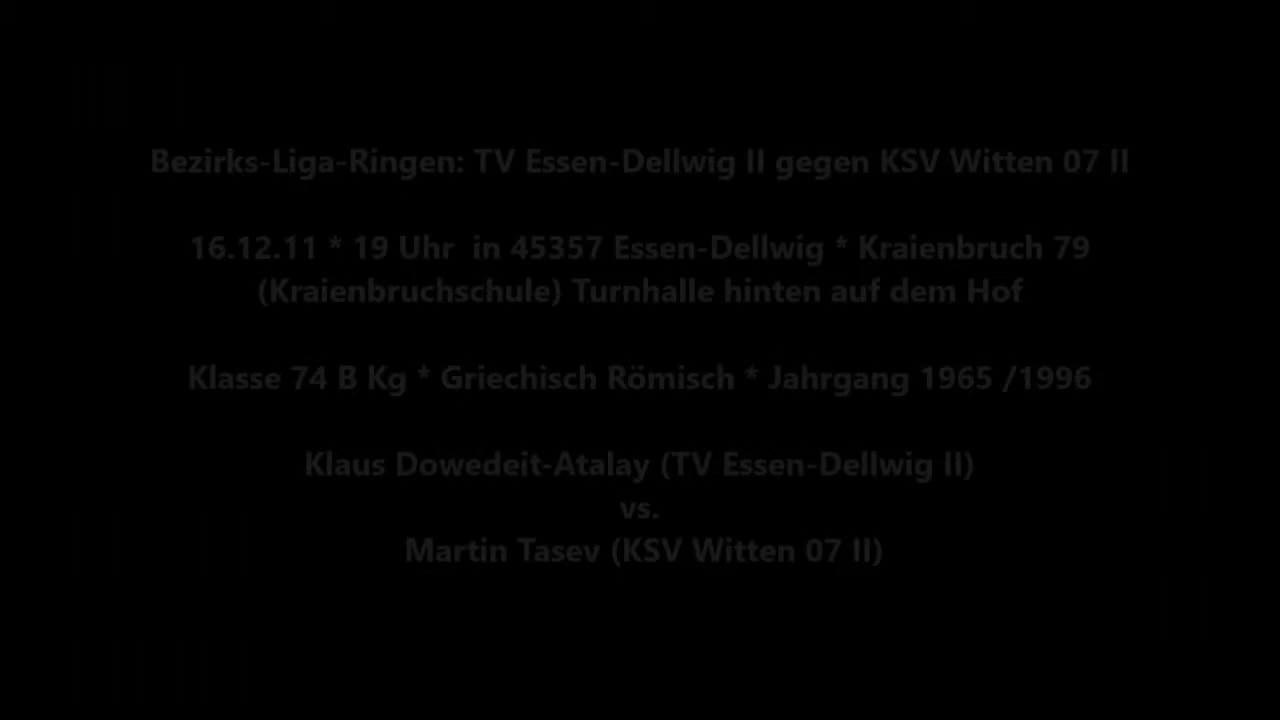 Bezirks-Liga-Ringen: TV Essen-Dellwig II gegen KSV Witten 07 II
16.12.11 * 19 Uhr  in 45357 Essen-Dellwig * Kraienbruch 79
(Kraienbruchschule) Turnhalle hinten auf dem Hof
Klasse 74 B Kg * Griechisch Römisch * Jahrgang 1965 /1996
Klaus Dowedeit-Atalay (TV Essen-Dellwig II)
vs.
Martin Tasev (KSV Witten 07 II)